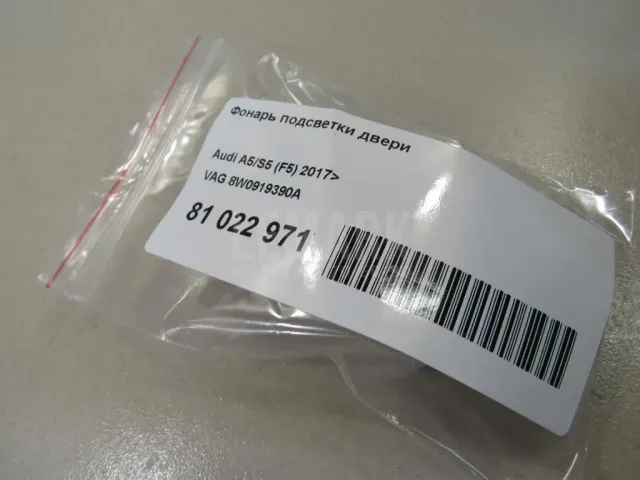 Фонарь подсветки двери
Audi A5/S5 (F5) 2017>
VAG 8W0919390A
81 022 971